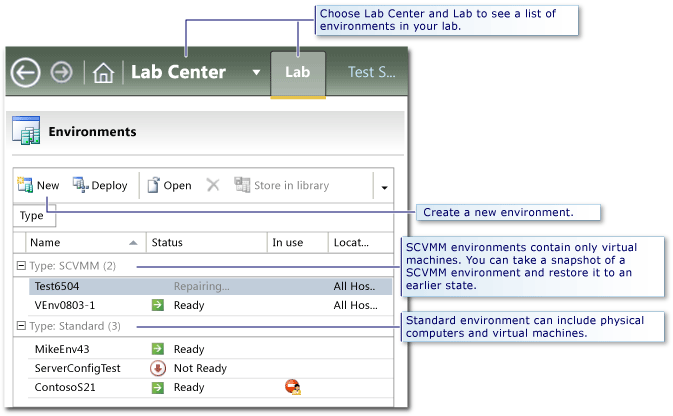 Choose Lab Center and Lab to see a list of
environments in your lab.
Lab Center Lab Test S...
Environments
New Deploy Open Store in library
Type
Create a new environment.
Name Status In use Locat...
SCVMM environments contain only virtual
machines. You can take a snapshot of a
SCVMM environment and restore it to an
earlier state.
Type: SCVMM (2)
Test6504 Repairing... All Hos..
VEnv0803-1 Ready All Hos..
Standard environment can include physical
computers and virtual machines.
Type: Standard (3)
MikeEnv43 Ready
ServerConfigTest Not Ready
ContosoS21 Ready